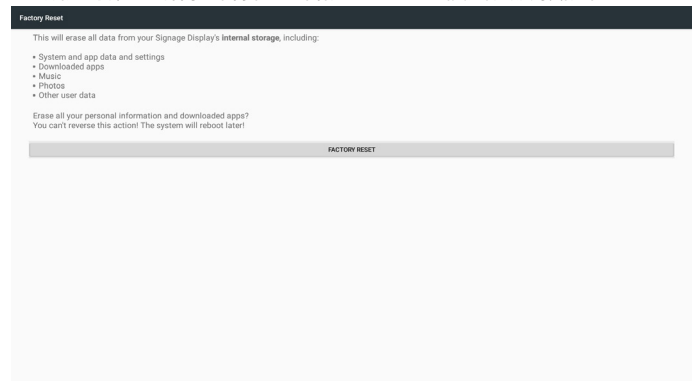 Factory Reset
This will erase all data from your Signage Display's internal storage, including:
• System and app data and settings
• Downloaded apps
• Music
• Photos
• Other user data
Erase all your personal information and downloaded apps?
You can't reverse this action! The system will reboot later!
FACTORY RESET